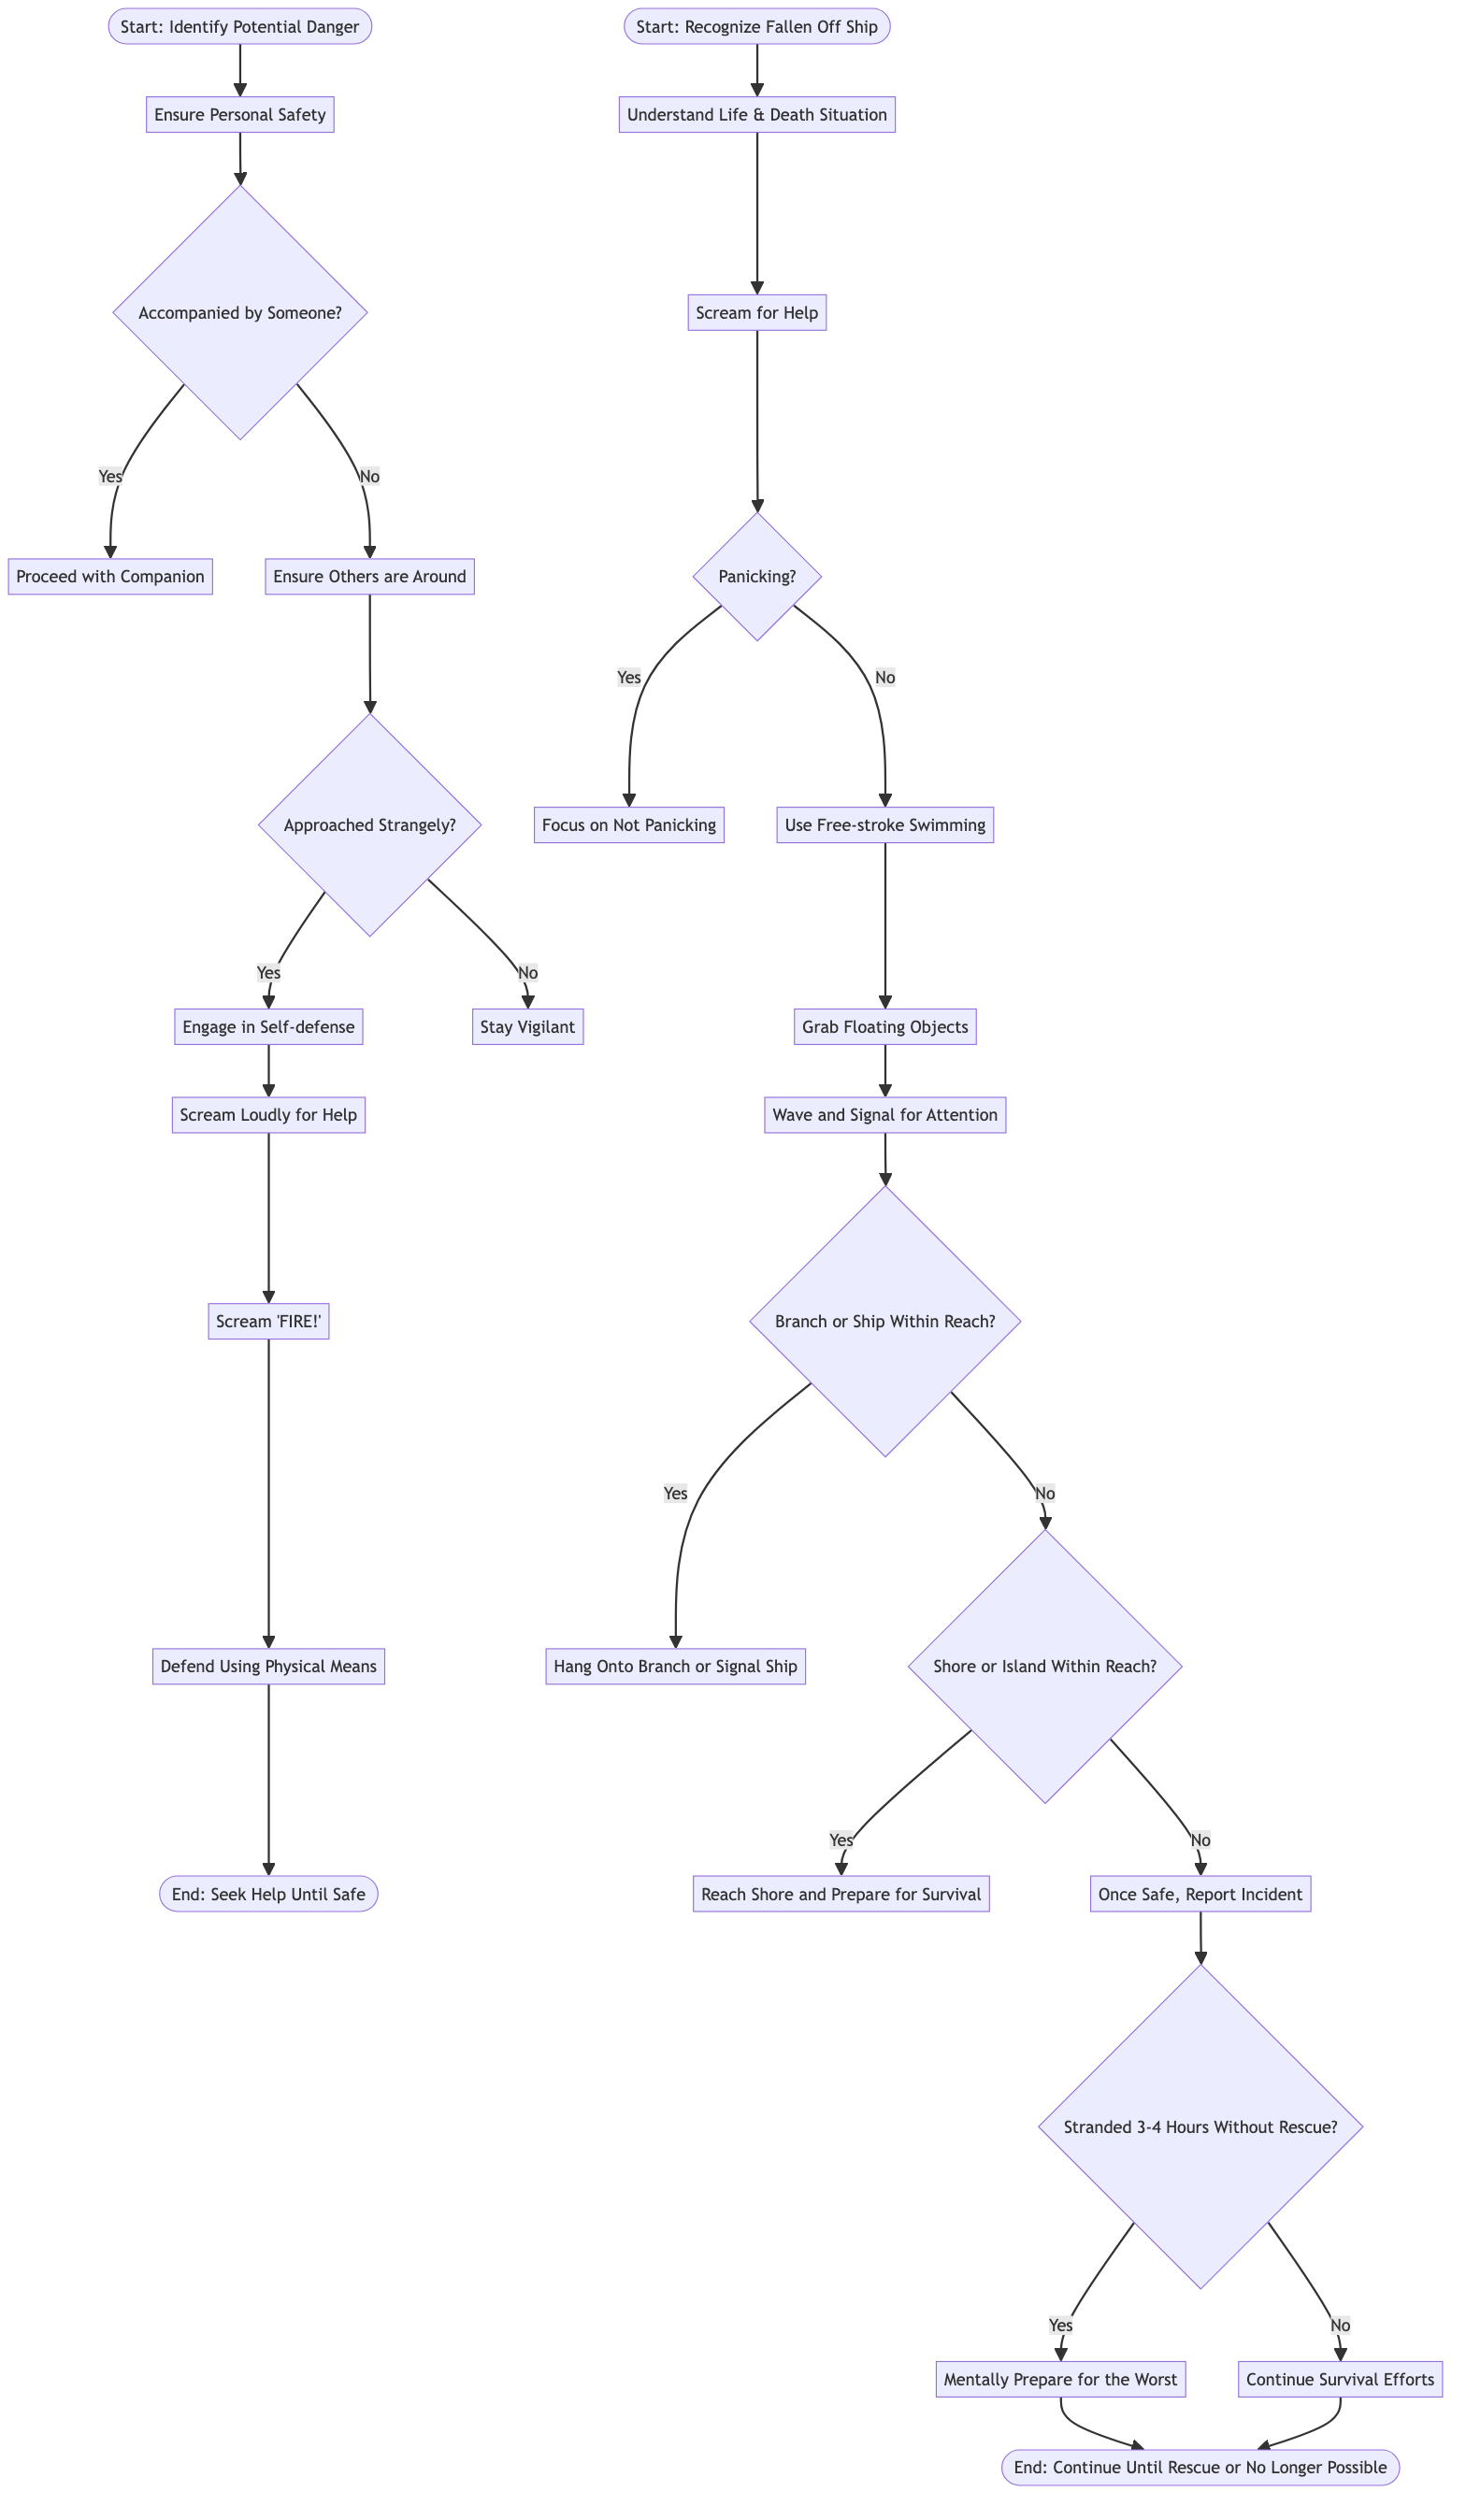 Start: Identify Potential Danger
Ensure Personal Safety
Accompanied by Someone?
Yes
No
Proceed with Companion
Ensure Others are Around
Approached Strangely?
Yes
No
Engage in Self-defense
Stay Vigilant
Scream Loudly for Help
Scream 'FIRE!'
Defend Using Physical Means
End: Seek Help Until Safe
Start: Recognize Fallen Off Ship
Understand Life & Death Situation
Scream for Help
Panicking?
Yes
No
Focus on Not Panicking
Use Free-stroke Swimming
Grab Floating Objects
Wave and Signal for Attention
Branch or Ship Within Reach?
Yes
No
Hang Onto Branch or Signal Ship
Shore or Island Within Reach?
Yes
No
Reach Shore and Prepare for Survival
Once Safe, Report Incident
Stranded 3-4 Hours Without Rescue?
Yes
No
Mentally Prepare for the Worst
Continue Survival Efforts
End: Continue Until Rescue or No Longer Possible